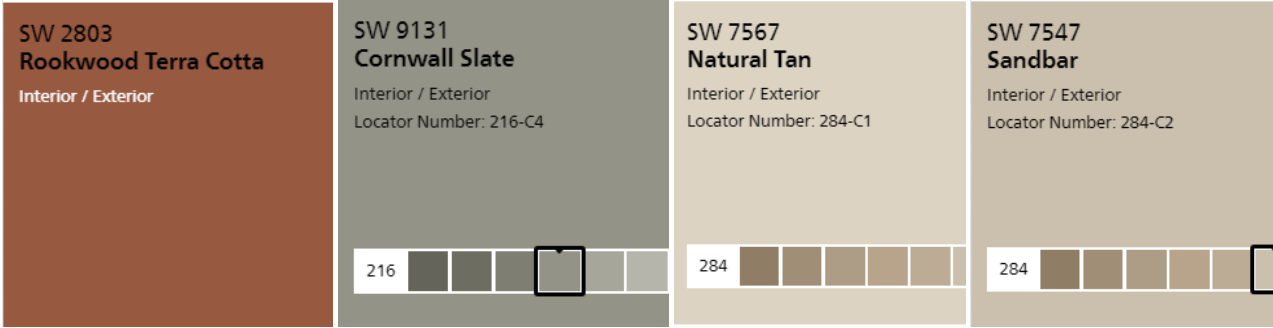 SW 2803
Rookwood Terra Cotta
Interior / Exterior
SW 9131
Cornwall Slate
Interior / Exterior
Locator Number: 216-C4
216
SW 7567
Natural Tan
Interior / Exterior
Locator Number: 284-C1
284
SW 7547
Sandbar
Interior / Exterior
Locator Number: 284-C2
284